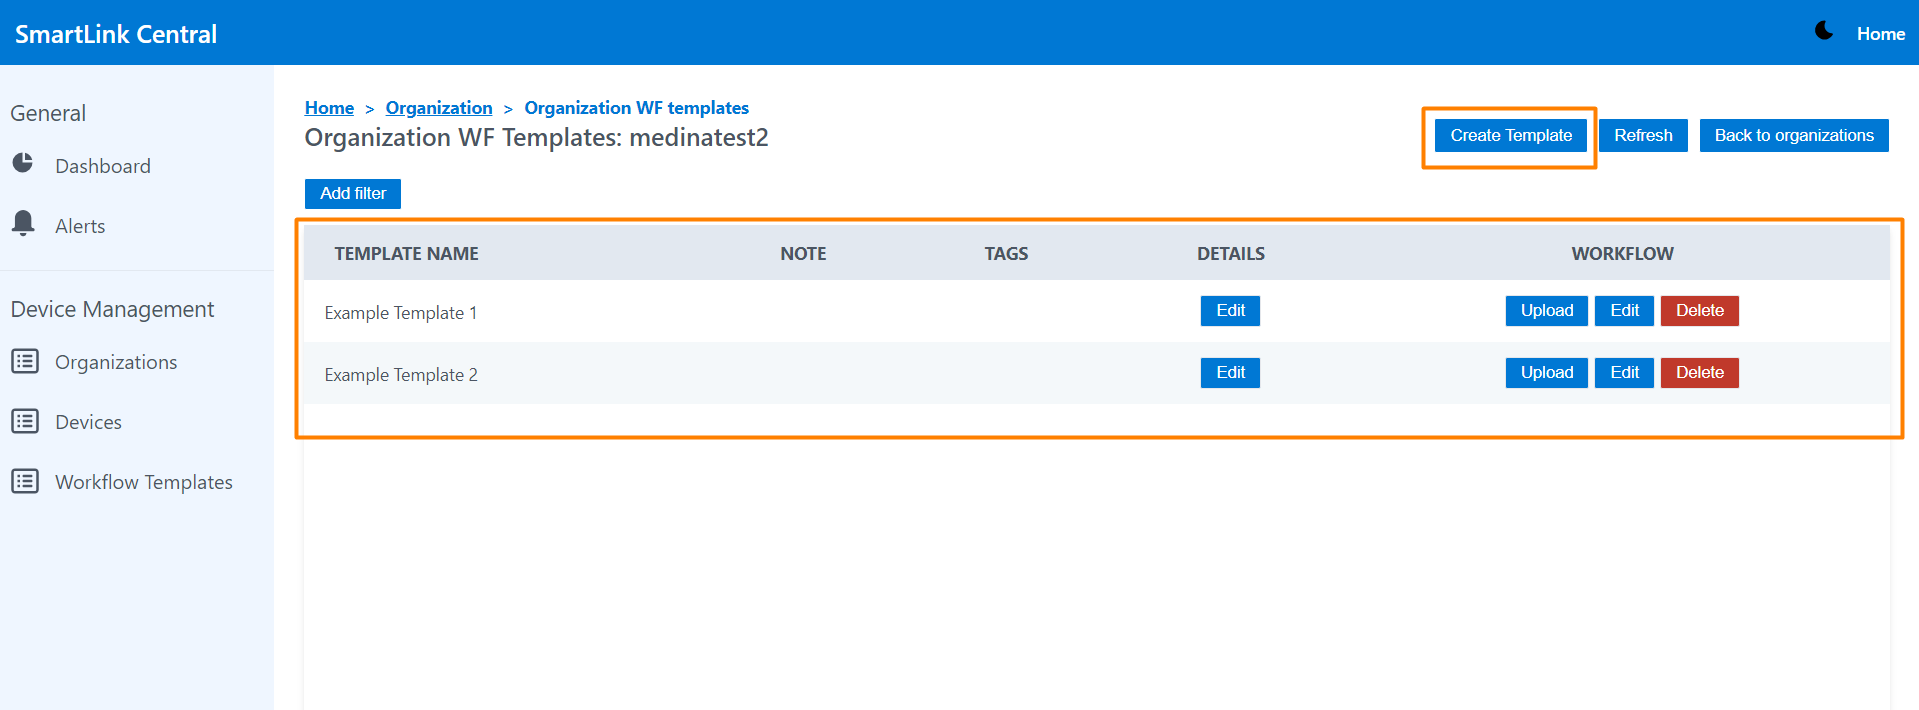 SmartLink Central
Home
General
Dashboard
Alerts
Device Management
Organizations
Devices
Workflow Templates
Home > Organization > Organization WF templates
Organization WF Templates: medinatest2
Create Template Refresh Back to organizations
Add filter
TEMPLATE NAME NOTE TAGS DETAILS WORKFLOW
Example Template 1 Edit Upload Edit Delete
Example Template 2 Edit Upload Edit Delete